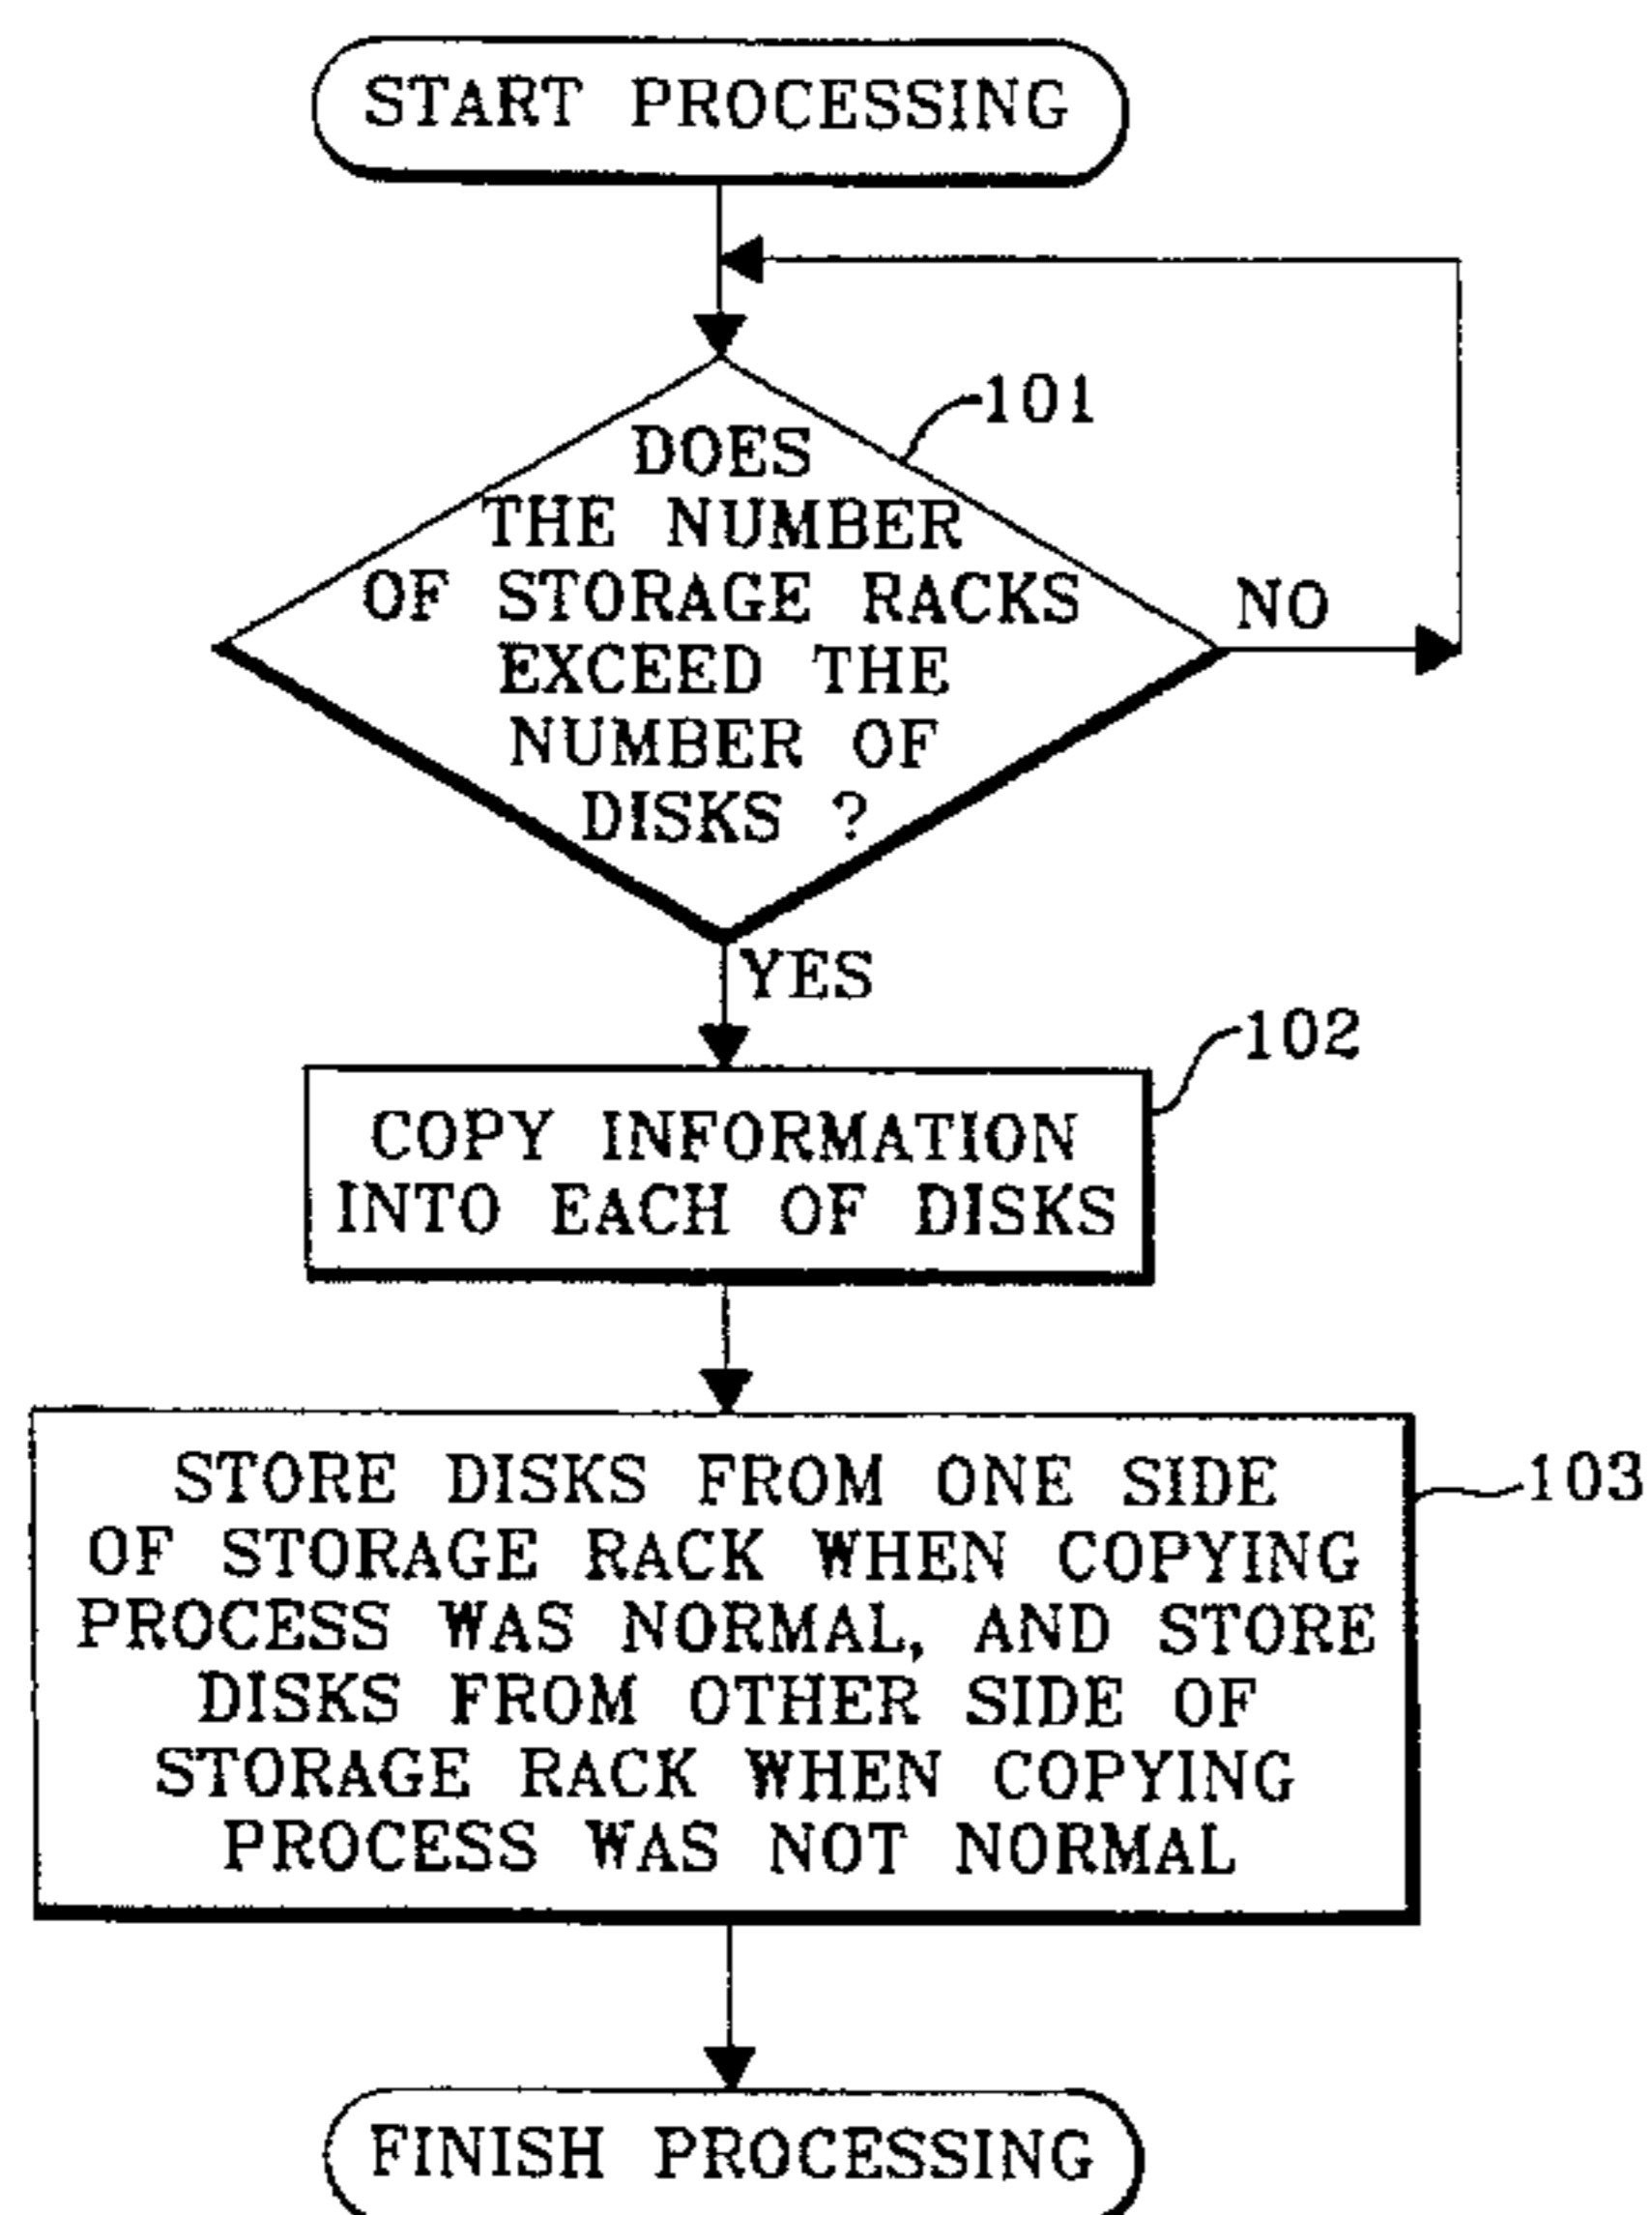 START PROCESSING
101
DOES
THE NUMBER
OF STORAGE RACKS
EXCEED THE
NUMBER OF
DISKS ?
NO
YES
102
COPY INFORMATION
INTO EACH OF DISKS
103
STORE DISKS FROM ONE SIDE
OF STORAGE RACK WHEN COPYING
PROCESS WAS NORMAL, AND STORE
DISKS FROM OTHER SIDE OF
STORAGE RACK WHEN COPYING
PROCESS WAS NOT NORMAL
FINISH PROCESSING